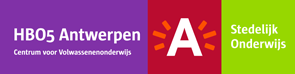 HBO5 Antwerpen
Centrum voor Volwassenenonderwijs
A
Stedelijk
Onderwijs